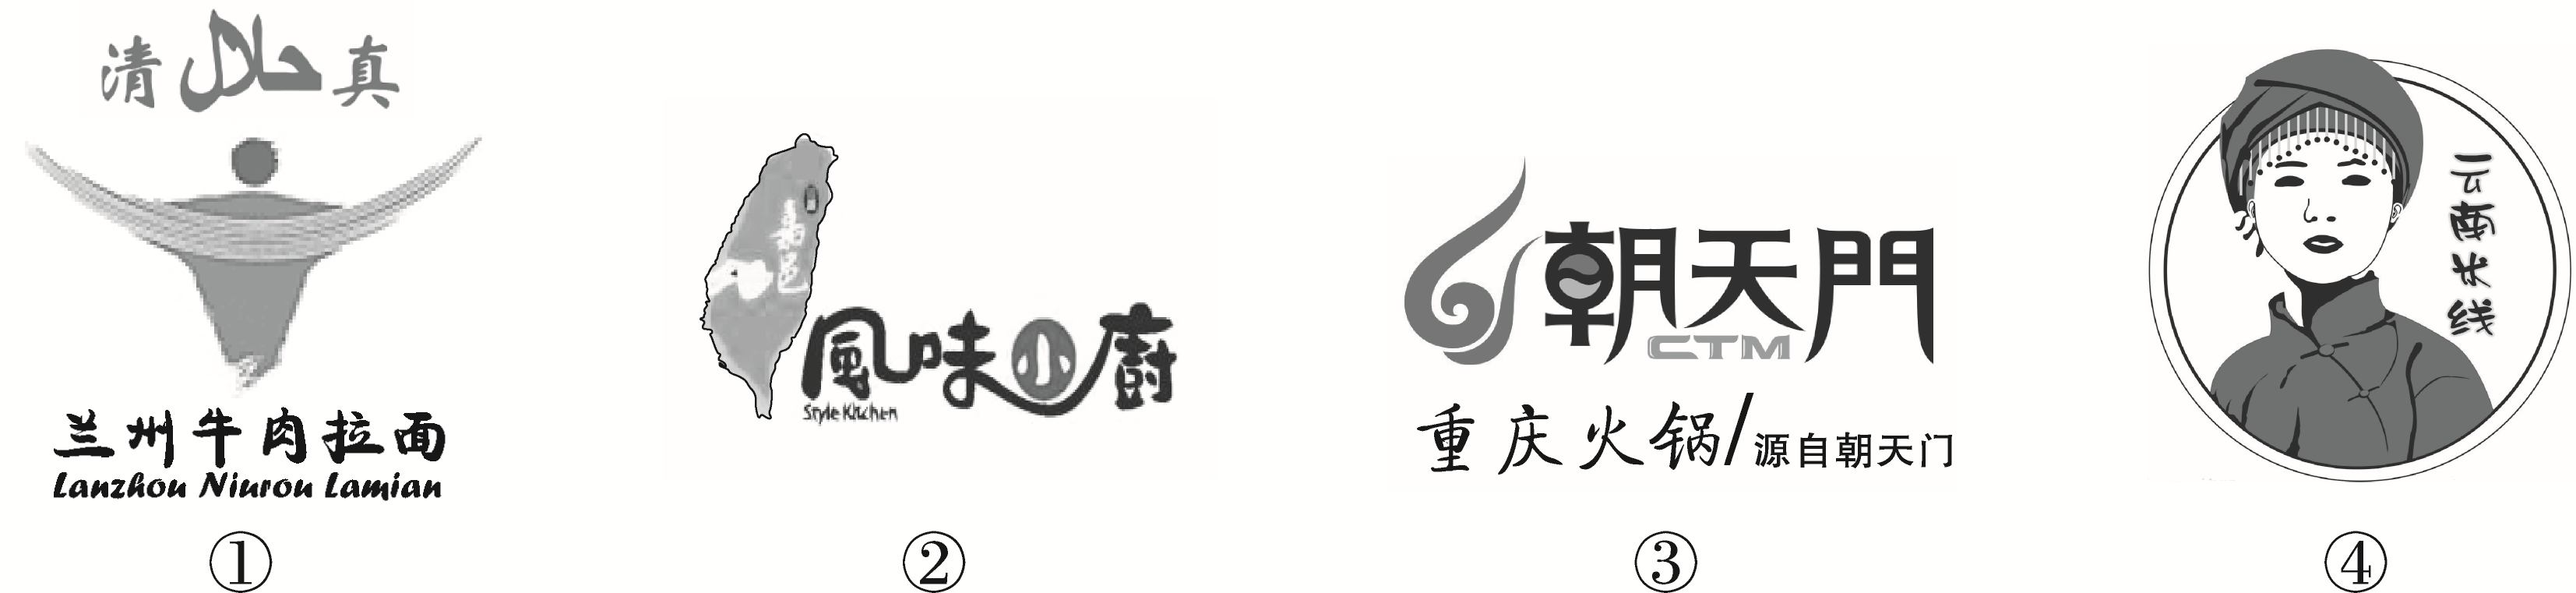 清 حلال 真
兰州牛肉拉面
Lanzhou Niurou Lamian
①
風味小廚
Style Kitchen
②
朝天門
CTM
重庆火锅/源自朝天门
③
云南米线
④